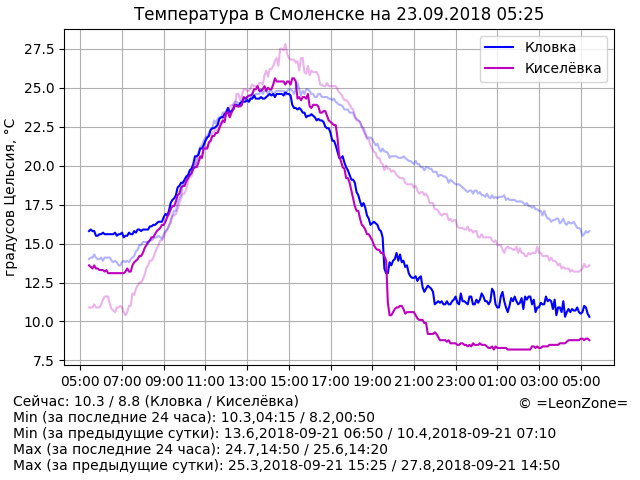 Температура в Смоленске на 23.09.2018 05:25
градусов Цельсия, °C
27.5
25.0
22.5
20.0
17.5
15.0
12.5
10.0
7.5
Кловка
Киселёвка
05:00 07:00 09:00 11:00 13:00 15:00 17:00 19:00 21:00 23:00 01:00 03:00 05:00
Сейчас: 10.3 / 8.8 (Кловка / Киселёвка)
© =LeonZone=
Min (за последние 24 часа): 10.3,04:15 / 8.2,00:50
Min (за предыдущие сутки): 13.6,2018-09-21 06:50 / 10.4,2018-09-21 07:10
Max (за последние 24 часа): 24.7,14:50 / 25.6,14:20
Max (за предыдущие сутки): 25.3,2018-09-21 15:25 / 27.8,2018-09-21 14:50